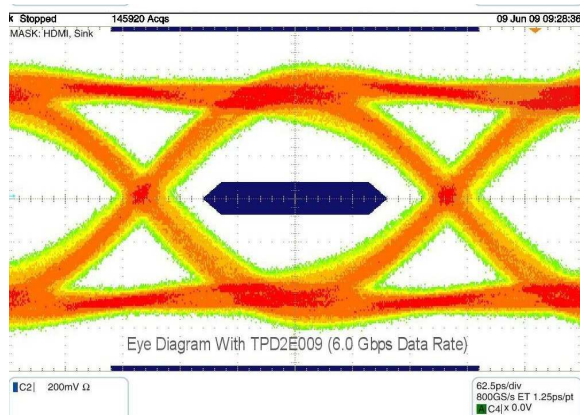 k Stopped 145920 Acqs 09 Jun 09 09:28:36
MASK: HDMI, Sink
Eye Diagram With TPD2E009 (6.0 Gbps Data Rate)
C2 200mV Ω
62.5ps/div
800GS/s ET 1.25ps/pt
A C4 x 0.0V